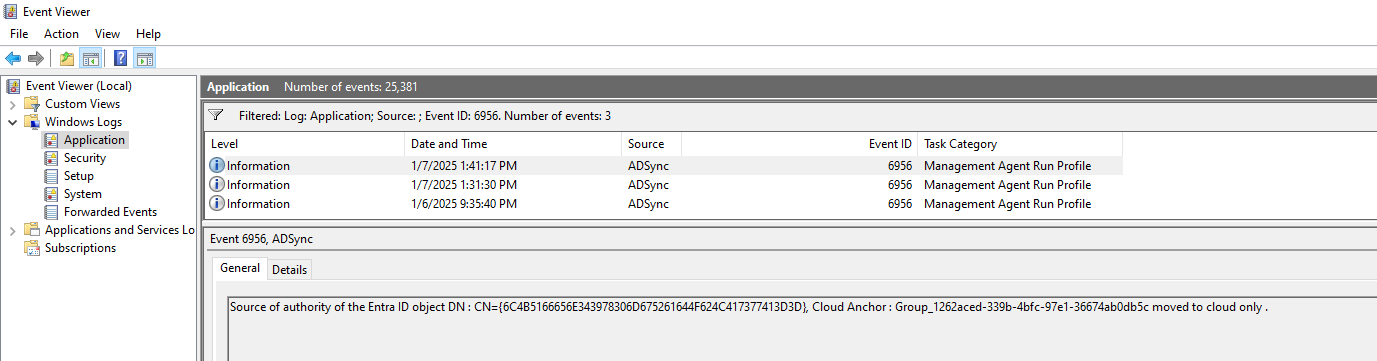 Event Viewer
File Action View Help
Event Viewer (Local)
Custom Views
Windows Logs
Application
Security
Setup
System
Forwarded Events
Applications and Services Lo
Subscriptions
Application Number of events: 25,381
Filtered: Log: Application; Source: ; Event ID: 6956. Number of events: 3
Level Date and Time Source Event ID Task Category
Information 1/7/2025 1:41:17 PM ADSync 6956 Management Agent Run Profile
Information 1/7/2025 1:31:30 PM ADSync 6956 Management Agent Run Profile
Information 1/6/2025 9:35:40 PM ADSync 6956 Management Agent Run Profile
Event 6956, ADSync
General Details
Source of authority of the Entra ID object DN : CN={6C4B5166656E343978306D675261644F624C417377413D3D}, Cloud Anchor : Group_1262aced-339b-4bfc-97e1-36674ab0db5c moved to cloud only .